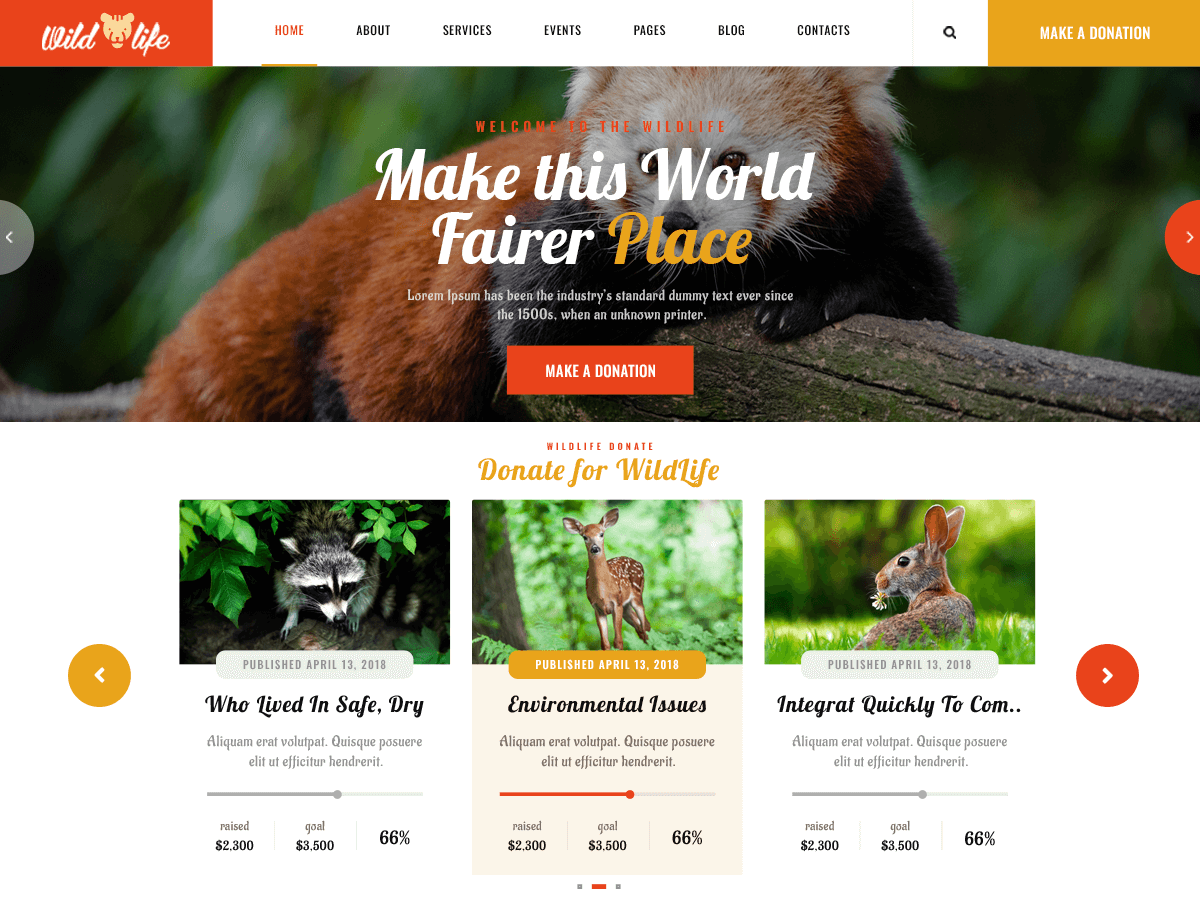 Wild life
HOME
ABOUT
SERVICES
EVENTS
PAGES
BLOG
CONTACTS
MAKE A DONATION
WELCOME TO THE WILDLIFE
Make this World
Fairer Place
Lorem Ipsum has been the industry's standard dummy text ever since
the 1500s, when an unknown printer.
MAKE A DONATION
WILDLIFE DONATE
Donate for WildLife
PUBLISHED APRIL 13, 2018
Who Lived In Safe, Dry
Aliquam erat volutpat. Quisque posuere
elit ut efficitur hendrerit.
raised
$2,300
goal
$3,500
66%
PUBLISHED APRIL 13, 2018
Environmental Issues
Aliquam erat volutpat. Quisque posuere
elit ut efficitur hendrerit.
raised
$2,300
goal
$3,500
66%
PUBLISHED APRIL 13, 2018
Integrat Quickly To Com..
Aliquam erat volutpat. Quisque posuere
elit ut efficitur hendrerit.
raised
$2,300
goal
$3,500
66%